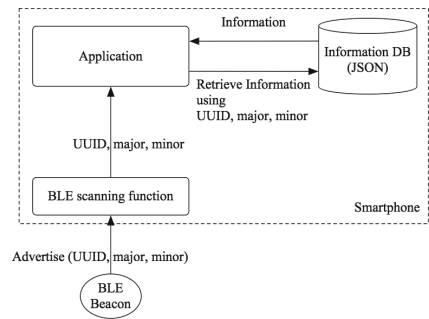 Information
Application
Information DB
(JSON)
Retrieve Information
using
UUID, major, minor
UUID, major, minor
BLE scanning function
Smartphone
Advertise (UUID, major, minor)
BLE
Beacon